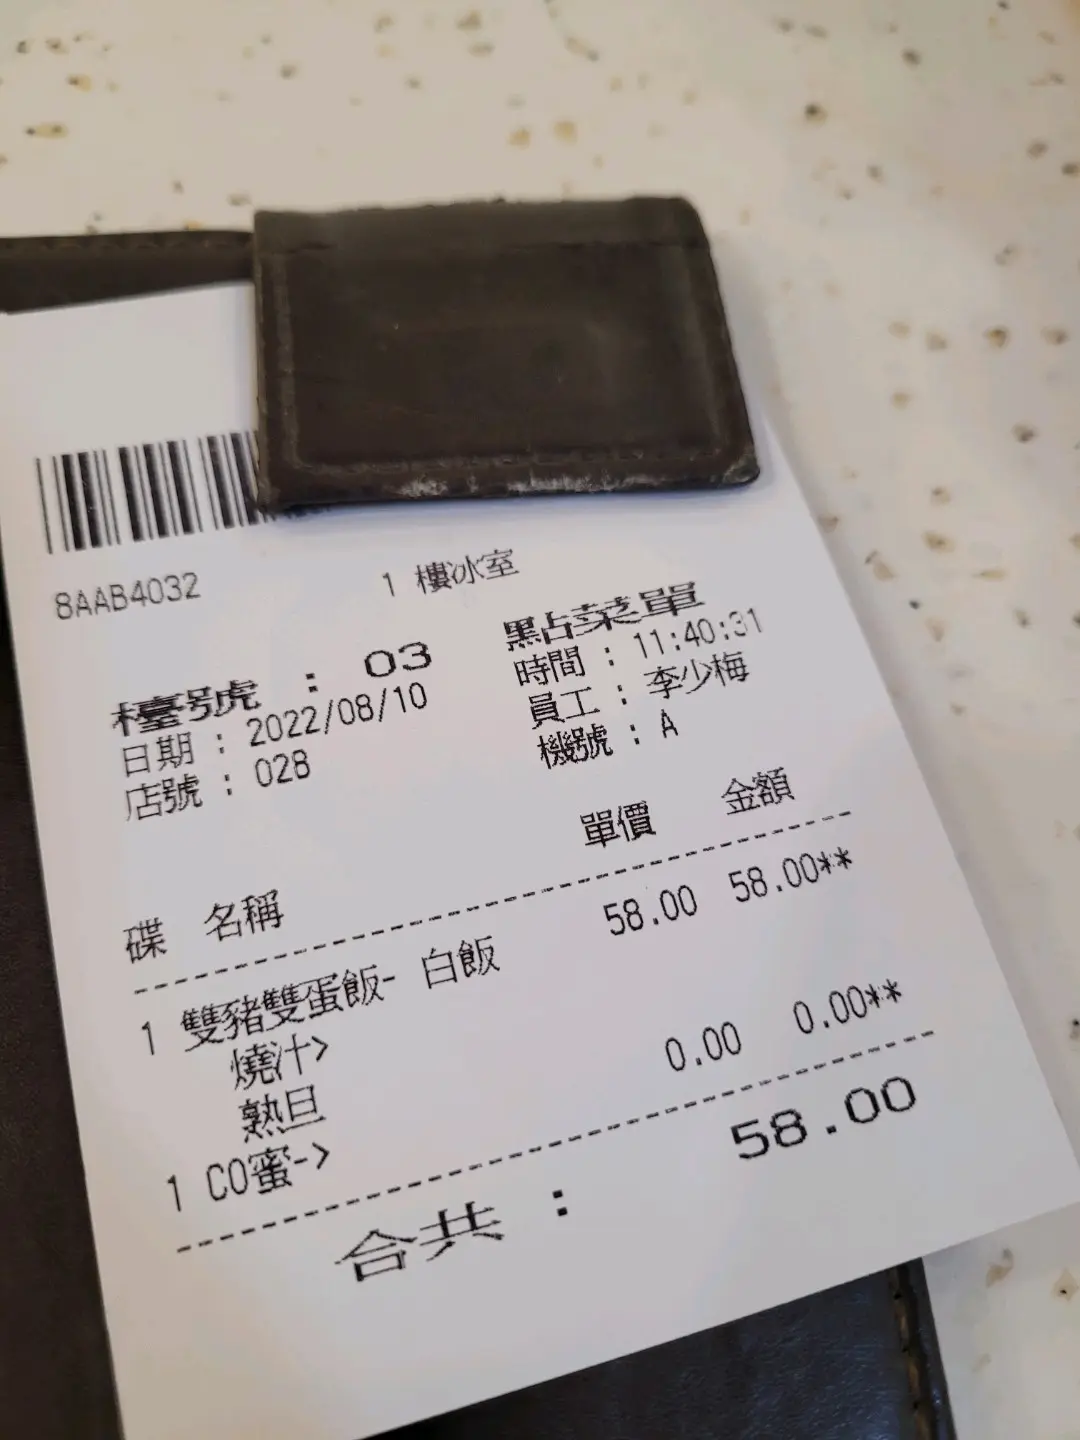 8AAB4032
1 樓冰室
點菜單
檯號 : 03
時間 : 11:40:31
日期 : 2022/08/10
員工 : 李少梅
店號 : 028
機號 : A
碟 名稱 單價 金額
1 雙豬雙蛋飯- 白飯 58.00 58.00**
燒汁>
熟旦
1 CO蜜-> 0.00 0.00**
合共 : 58.00